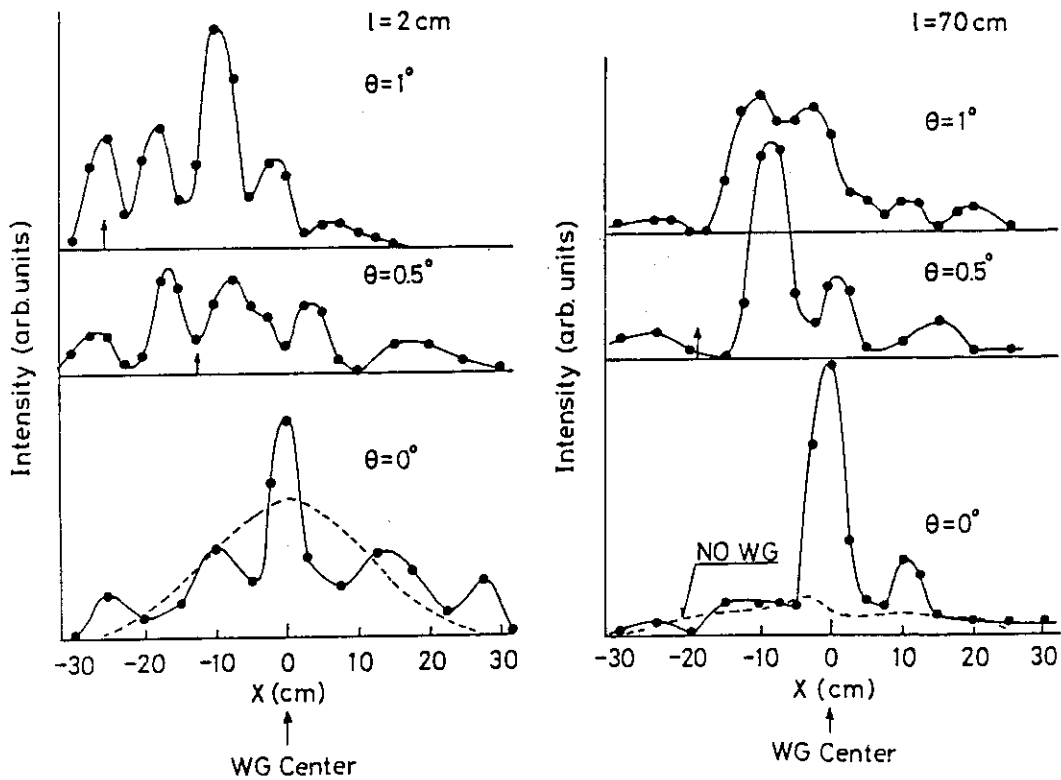 l=2 cm
θ=1°
θ=0.5°
θ=0°
Intensity (arb.units)
-30 -20 -10 0 10 20 30
X (cm)
WG Center
l=70 cm
θ=1°
θ=0.5°
θ=0°
NO WG
Intensity (arb. units)
-30 -20 -10 0 10 20 30
X (cm)
WG Center